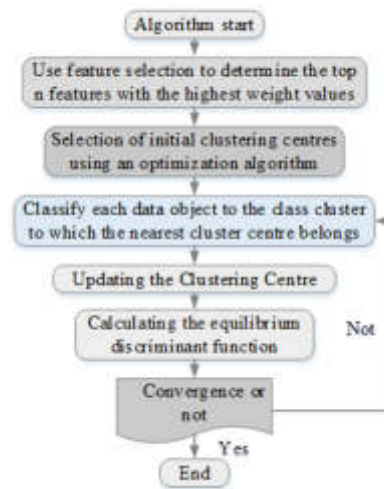 Algorithm start
Use feature selection to determine the top
n features with the highest weight values
Selection of initial clustering centres
using an optimization algorithm
Classify each data object to the class cluster
to which the nearest cluster centre belongs
Updating the Clustering Centre
Calculating the equilibrium
discriminant function
Not
Convergence or
not
Yes
End